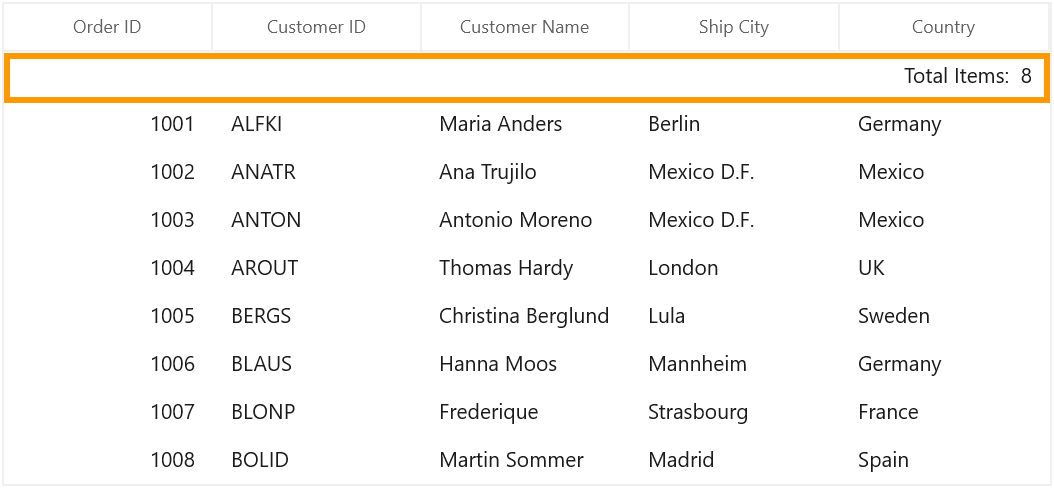 Order ID Customer ID Customer Name Ship City Country
Total Items: 8
1001 ALFKI Maria Anders Berlin Germany
1002 ANATR Ana Trujilo Mexico D.F. Mexico
1003 ANTON Antonio Moreno Mexico D.F. Mexico
1004 AROUT Thomas Hardy London UK
1005 BERGS Christina Berglund Lula Sweden
1006 BLAUS Hanna Moos Mannheim Germany
1007 BLONP Frederique Strasbourg France
1008 BOLID Martin Sommer Madrid Spain